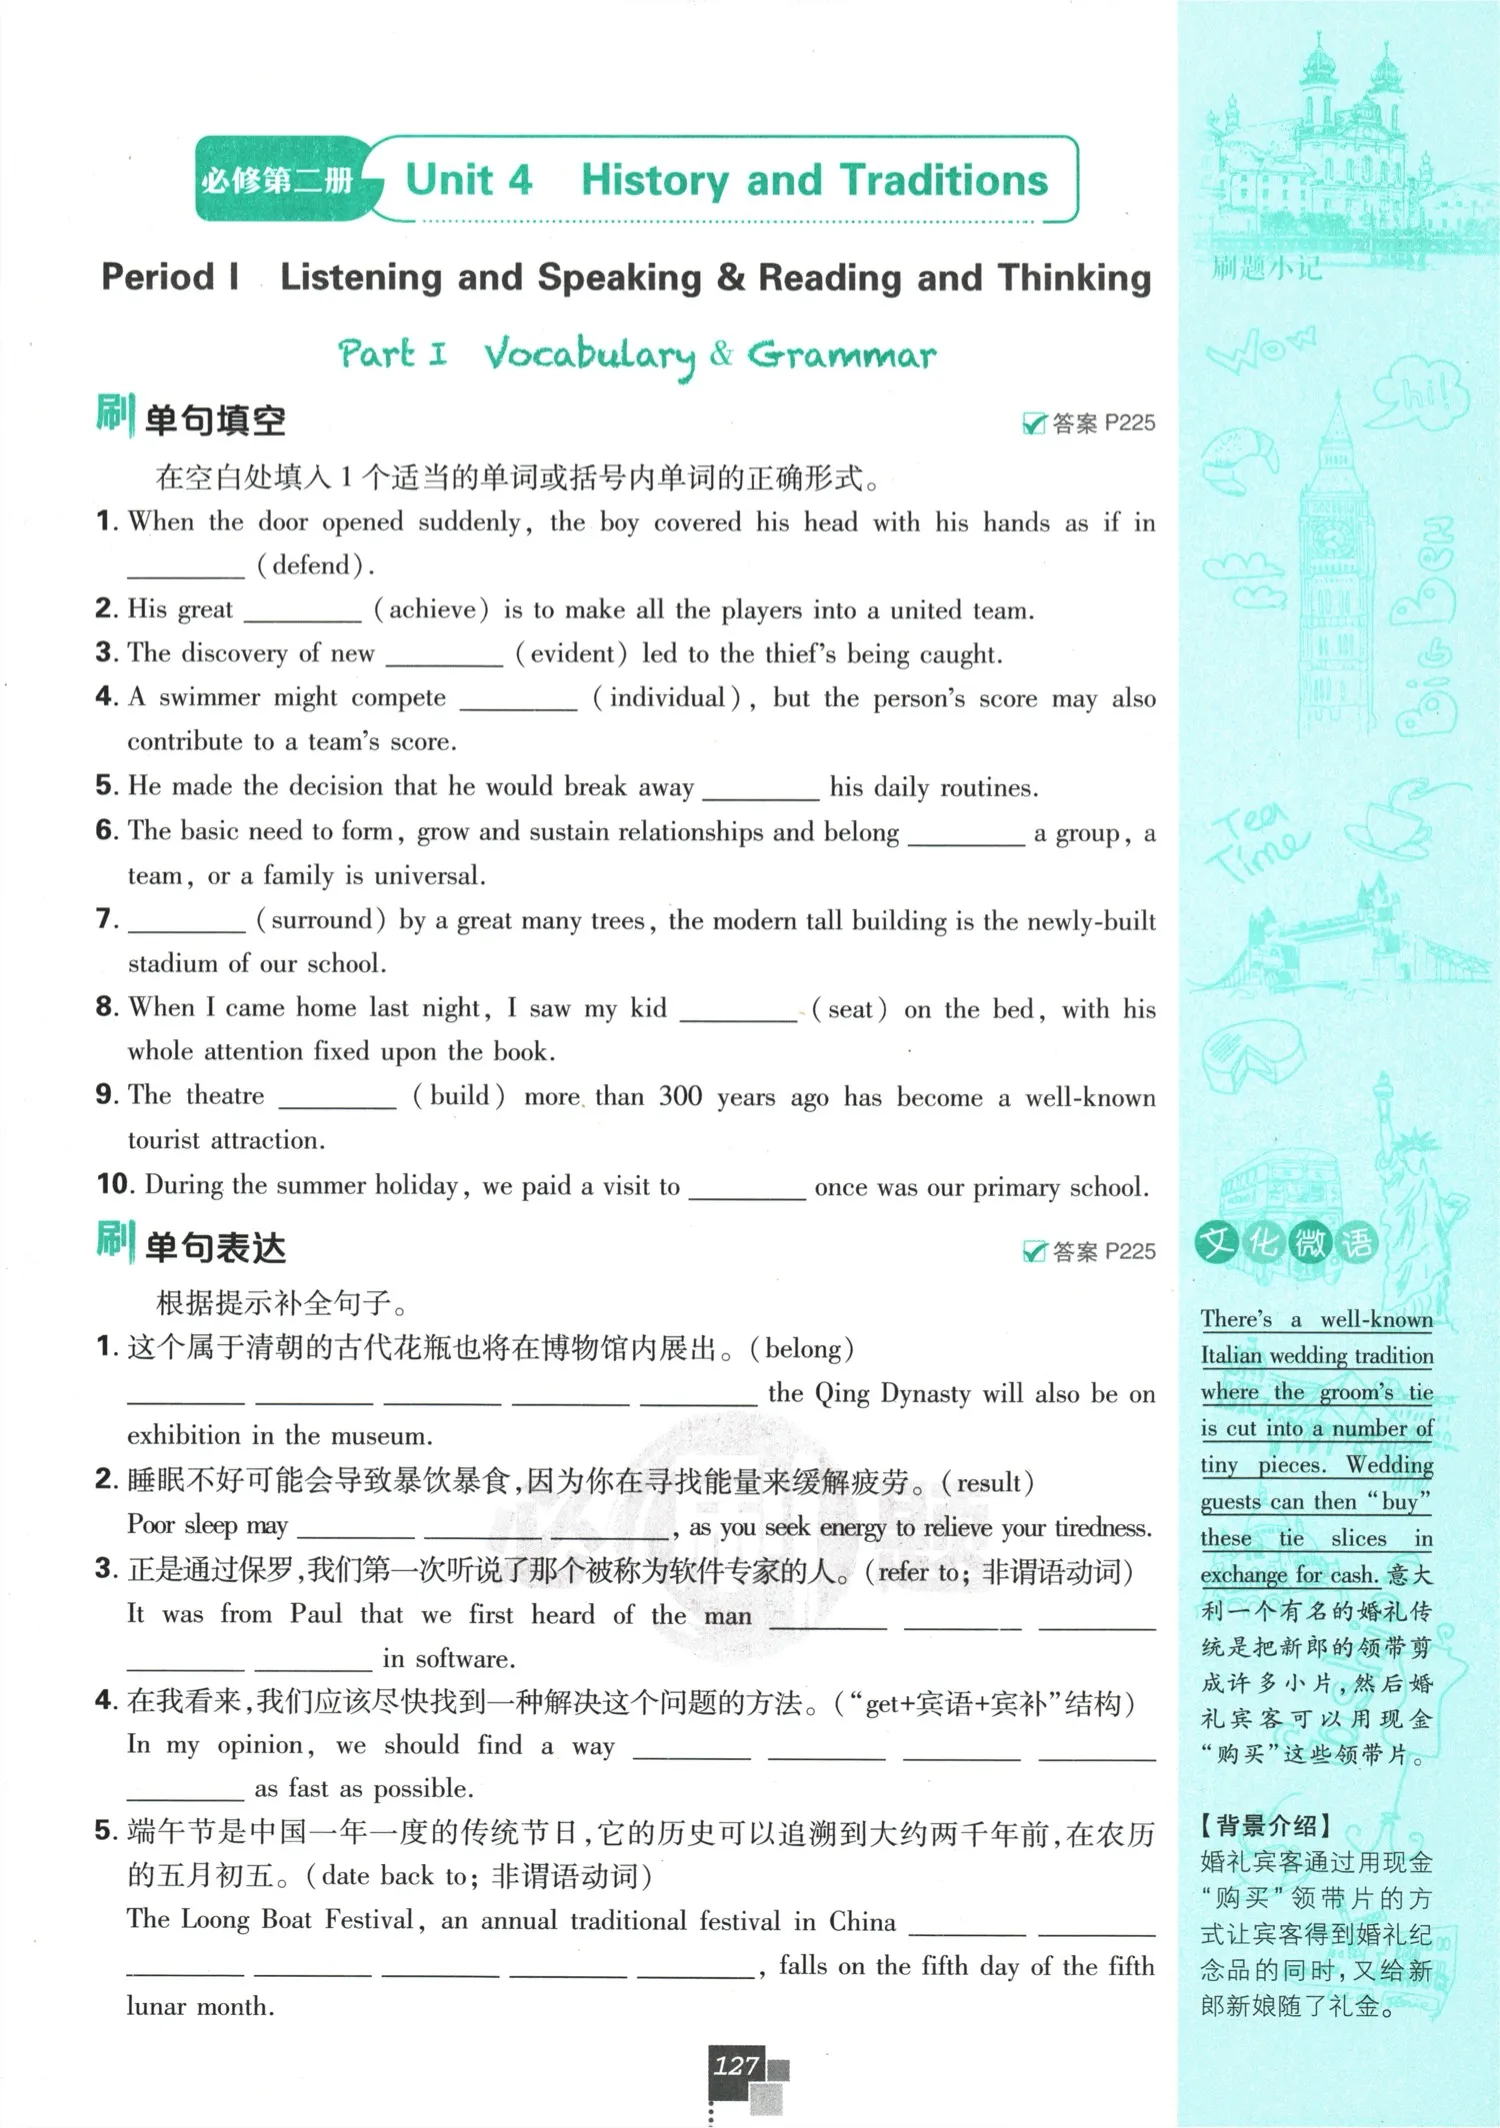 必修第二册 Unit 4 History and Traditions
Period Ⅰ Listening and Speaking & Reading and Thinking
Part I Vocabulary & Grammar
刷 单句填空 答案 P225
在空白处填入 1 个适当的单词或括号内单词的正确形式。
1. When the door opened suddenly, the boy covered his head with his hands as if in
________ (defend).
2. His great ________ (achieve) is to make all the players into a united team.
3. The discovery of new ________ (evident) led to the thief's being caught.
4. A swimmer might compete ________ (individual), but the person's score may also
contribute to a team's score.
5. He made the decision that he would break away ________ his daily routines.
6. The basic need to form, grow and sustain relationships and belong ________ a group, a
team, or a family is universal.
7. ________ (surround) by a great many trees, the modern tall building is the newly-built
stadium of our school.
8. When I came home last night, I saw my kid ________ (seat) on the bed, with his
whole attention fixed upon the book.
9. The theatre ________ (build) more than 300 years ago has become a well-known
tourist attraction.
10. During the summer holiday, we paid a visit to ________ once was our primary school.
刷 单句表达 答案 P225
根据提示补全句子。
1. 这个属于清朝的古代花瓶也将在博物馆内展出。(belong)
________ ________ ________ ________ ________ the Qing Dynasty will also be on
exhibition in the museum.
2. 睡眠不好可能会导致暴饮暴食,因为你在寻找能量来缓解疲劳。(result)
Poor sleep may ________ ________ ________, as you seek energy to relieve your tiredness.
3. 正是通过保罗,我们第一次听说了那个被称为软件专家的人。(refer to; 非谓语动词)
It was from Paul that we first heard of the man ________ ________ ________
________ ________ in software.
4. 在我看来,我们应该尽快找到一种解决这个问题的方法。(“get+宾语+宾补”结构)
In my opinion, we should find a way ________ ________ ________ ________
________ as fast as possible.
5. 端午节是中国一年一度的传统节日,它的历史可以追溯到大约两千年前,在农历
的五月初五。(date back to; 非谓语动词)
The Loong Boat Festival, an annual traditional festival in China ________ ________
________ ________ ________ ________ ________, falls on the fifth day of the fifth
lunar month.
127
刷题小记
Wow
hi!
Big Ben
Tea
Time
文化微语
There's a well-known
Italian wedding tradition
where the groom's tie
is cut into a number of
tiny pieces. Wedding
guests can then “buy”
these tie slices in
exchange for cash. 意大
利一个有名的婚礼传
统是把新郎的领带剪
成许多小片,然后婚
礼宾客可以用现金
“购买”这些领带片。
【背景介绍】
婚礼宾客通过用现金
“购买”领带片的方
式让宾客得到婚礼纪
念品的同时,又给新
郎新娘随了礼金。